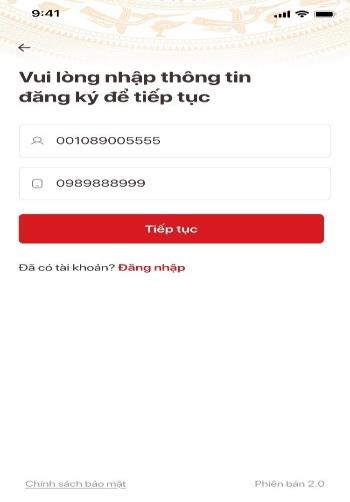 9:41
Vui lòng nhập thông tin
đăng ký để tiếp tục
001089005555
0989888999
Tiếp tục
Đã có tài khoản? Đăng nhập
Chính sách bảo mật
Phiên bản 2.0